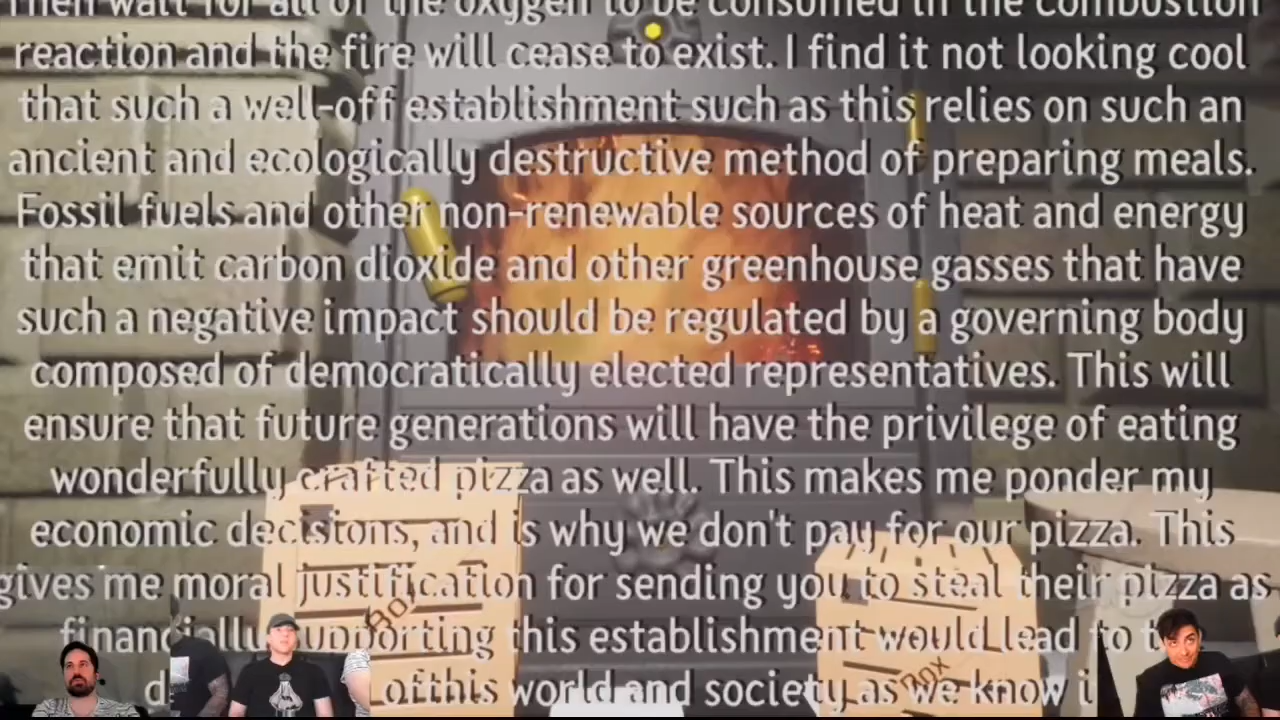 Then wait for all of the oxygen to be consumed in the combustion
reaction and the fire will cease to exist. I find it not looking cool
that such a well-off establishment such as this relies on such an
ancient and ecologically destructive method of preparing meals.
Fossil fuels and other non-renewable sources of heat and energy
that emit carbon dioxide and other greenhouse gasses that have
such a negative impact should be regulated by a governing body
composed of democratically elected representatives. This will
ensure that future generations will have the privilege of eating
wonderfully crafted pizza as well. This makes me ponder my
economic decisions, and is why we don't pay for our pizza. This
gives me moral justification for sending you to steal their pizza as
financially supporting this establishment would lead to
of this world and society as we know
BOX
BOX